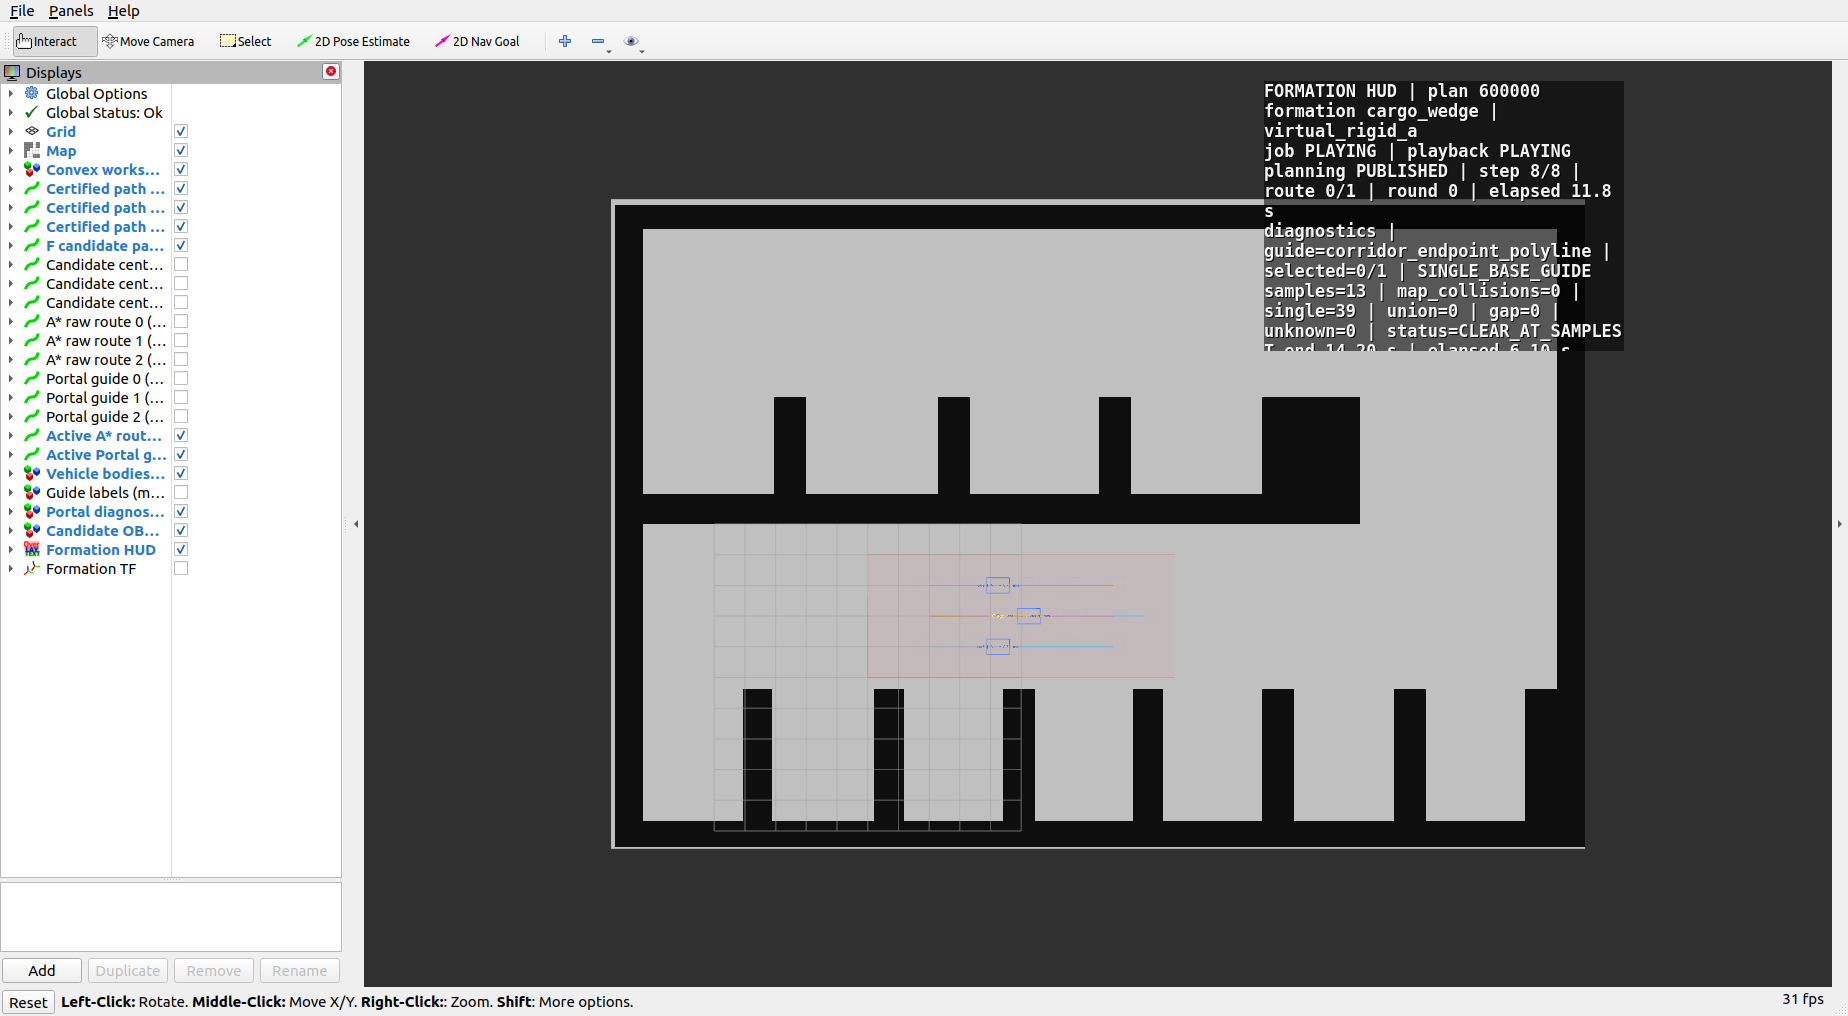 File Panels Help
Interact Move Camera Select 2D Pose Estimate 2D Nav Goal
Displays
Global Options
Global Status: Ok
Grid
Map
Convex works...
Certified path ...
Certified path ...
Certified path ...
F candidate pa...
Candidate cent...
Candidate cent...
Candidate cent...
A* raw route 0 (...
A* raw route 1 (...
A* raw route 2 (...
Portal guide 0 (...
Portal guide 1 (...
Portal guide 2 (...
Active A* rout...
Active Portal g...
Vehicle bodies...
Guide labels (m...
Portal diagnos...
Candidate OB...
Formation HUD
Formation TF
FORMATION HUD | plan 600000
formation cargo_wedge |
virtual_rigid_a
job PLAYING | playback PLAYING
planning PUBLISHED | step 8/8 |
route 0/1 | round 0 | elapsed 11.8
s
diagnostics |
guide=corridor_endpoint_polyline |
selected=0/1 | SINGLE_BASE_GUIDE
samples=13 | map_collisions=0 |
single=39 | union=0 | gap=0 |
unknown=0 | status=CLEAR_AT_SAMPLES
T_end 14.20 s | elapsed 6.10 s
Add Duplicate Remove Rename
Reset Left-Click: Rotate. Middle-Click: Move X/Y. Right-Click:: Zoom. Shift: More options.
31 fps